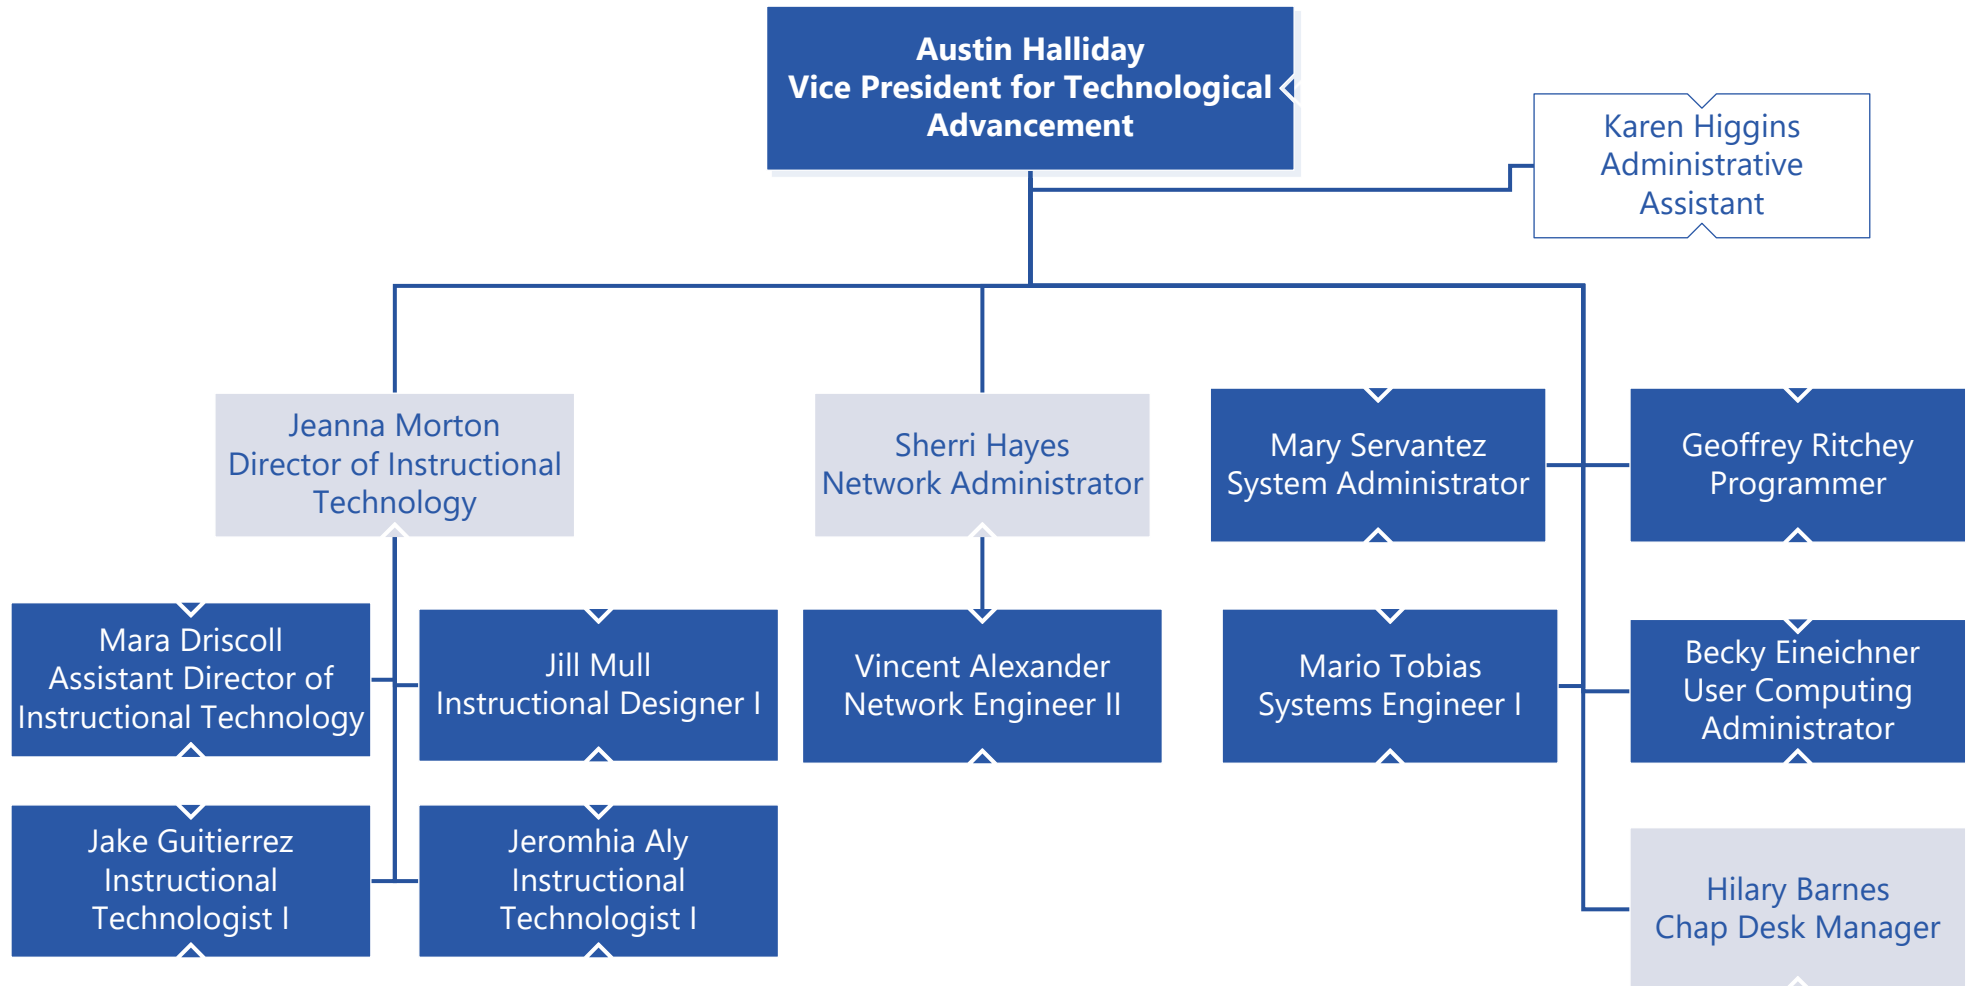 Austin Halliday
Vice President for Technological
Advancement
Karen Higgins
Administrative
Assistant
Jeanna Morton
Director of Instructional
Technology
Sherri Hayes
Network Administrator
Mary Servantez
System Administrator
Geoffrey Ritchey
Programmer
Mara Driscoll
Assistant Director of
Instructional Technology
Jill Mull
Instructional Designer I
Vincent Alexander
Network Engineer II
Mario Tobias
Systems Engineer I
Becky Eineichner
User Computing
Administrator
Jake Guitierrez
Instructional
Technologist I
Jeromhia Aly
Instructional
Technologist I
Hilary Barnes
Chap Desk Manager